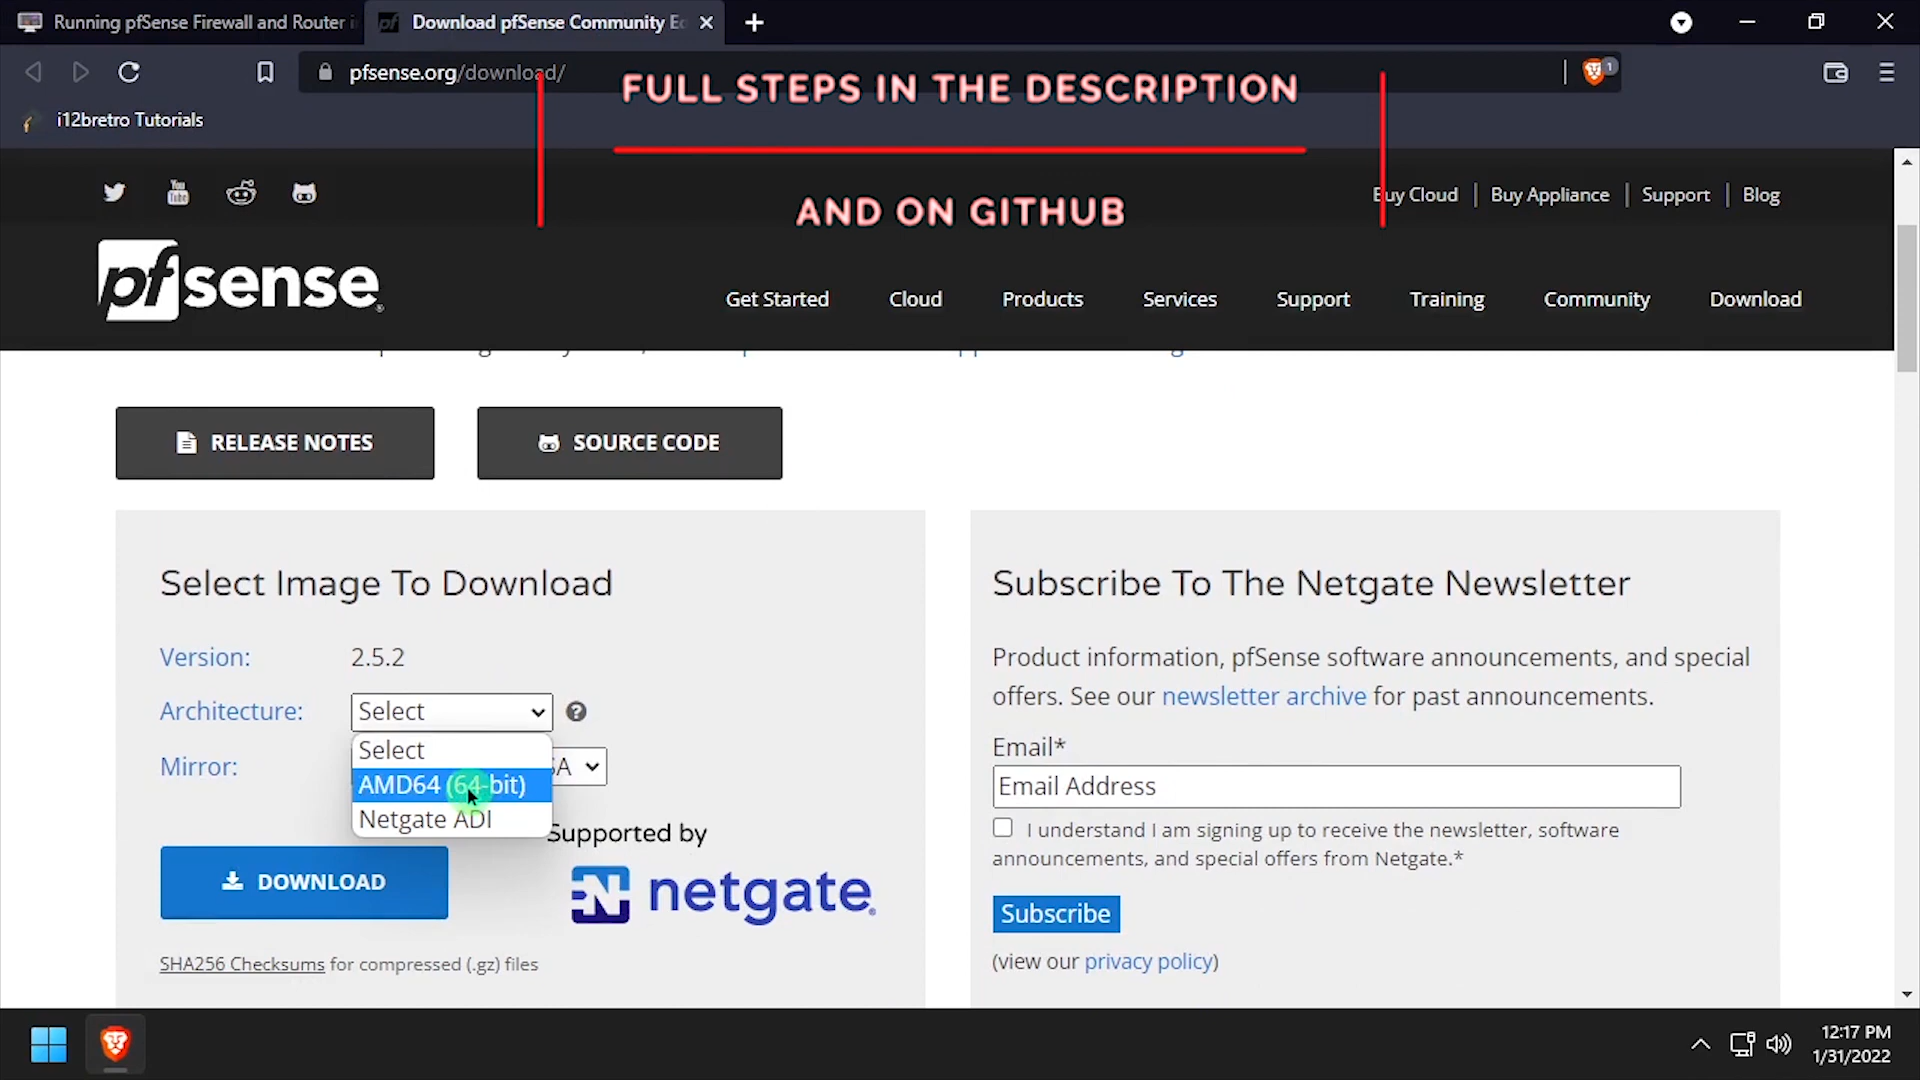 Running pfSense Firewall and Router i
Download pfSense Community Ed
pfsense.org/download/
1
i12bretro Tutorials
FULL STEPS IN THE DESCRIPTION
AND ON GITHUB
You
Tube
Buy Cloud | Buy Appliance | Support | Blog
pfsense
Get Started Cloud Products Services Support Training Community Download
RELEASE NOTES
SOURCE CODE
Select Image To Download
Version: 2.5.2
Architecture: Select
Select
AMD64 (64-bit)
Netgate ADI
Mirror:
SA
DOWNLOAD
Supported by
netgate
SHA256 Checksums for compressed (.gz) files
Subscribe To The Netgate Newsletter
Product information, pfSense software announcements, and special
offers. See our newsletter archive for past announcements.
Email*
Email Address
I understand I am signing up to receive the newsletter, software
announcements, and special offers from Netgate.*
Subscribe
(view our privacy policy)
12:17 PM
1/31/2022